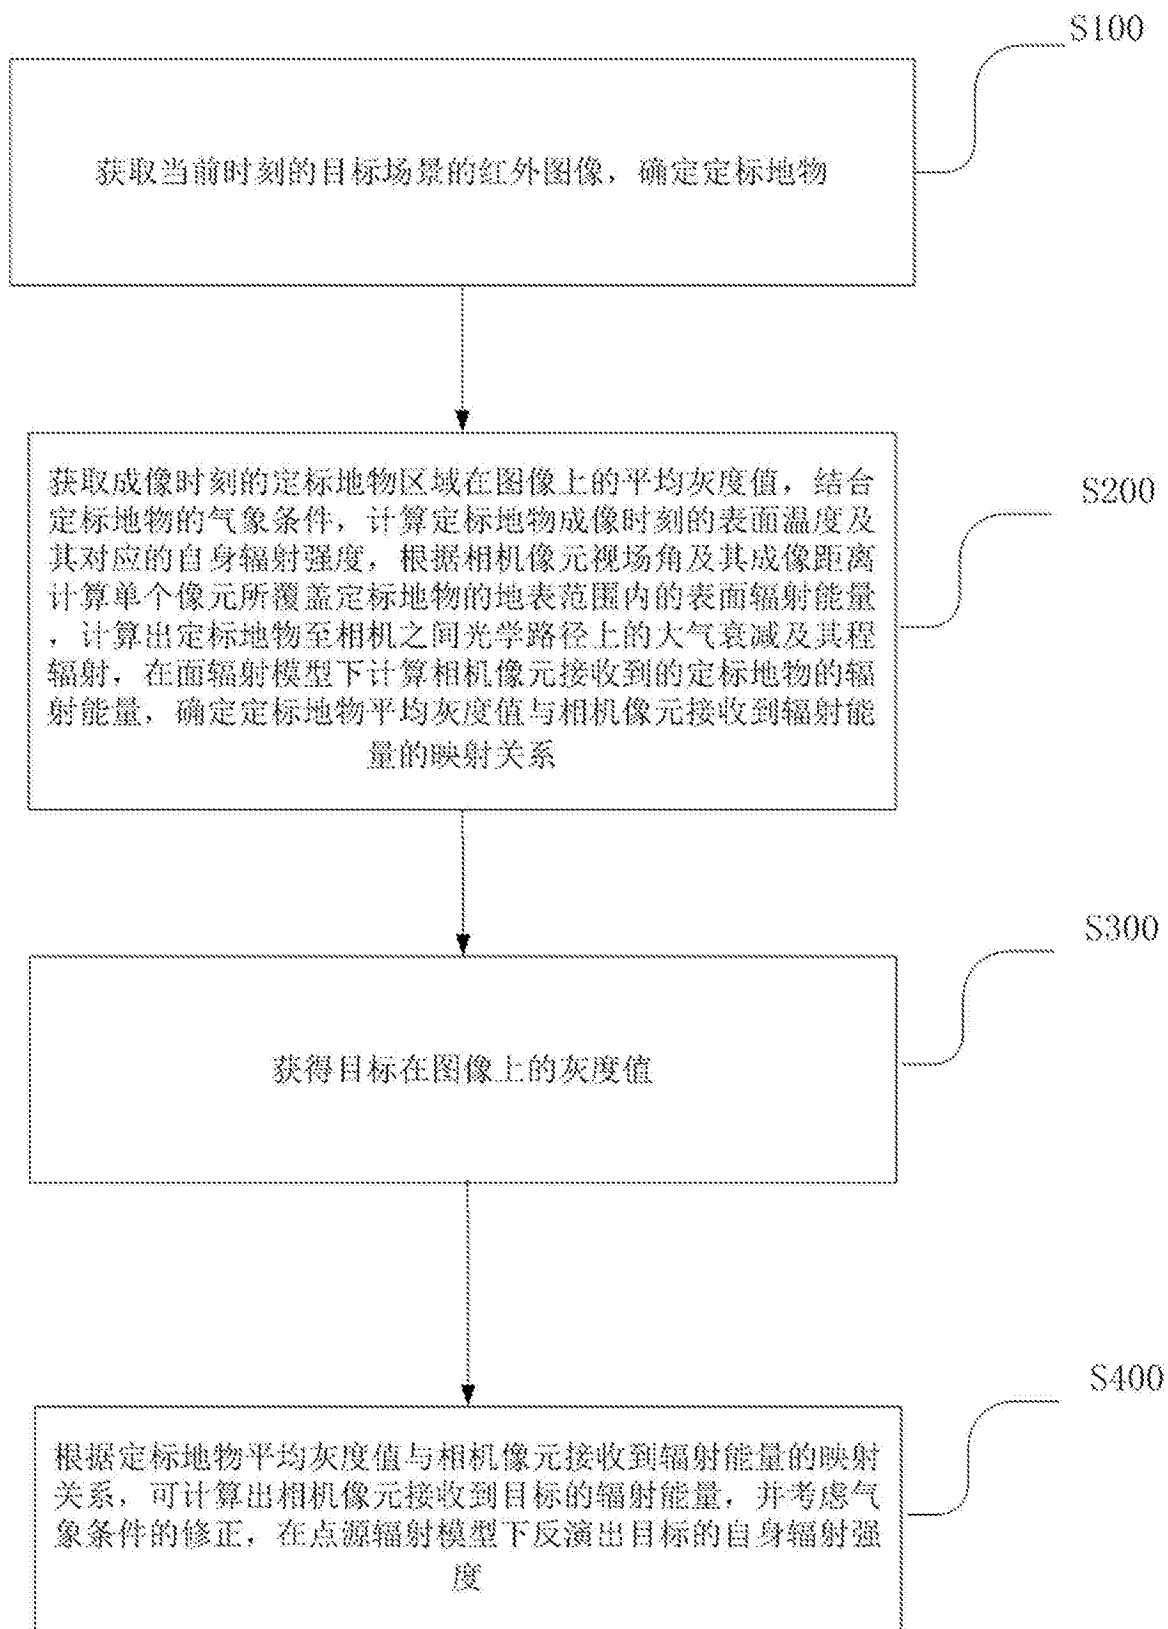 S100
获取当前时刻的目标场景的红外图像，确定定标地物
获取成像时刻的定标地物区域在图像上的平均灰度值，结合
S200
定标地物的气象条件，计算定标地物成像时刻的表面温度及
其对应的自身辐射强度，根据相机像元视场角及其成像距离
计算单个像元所覆盖定标地物的地表范围内的表面辐射能量
，计算出定标地物至相机之间光学路径上的大气衰减及其程
辐射，在面辐射模型下计算相机像元接收到的定标地物的辐
射能量，确定定标地物平均灰度值与相机像元接收到辐射能
量的映射关系
S300
获得目标在图像上的灰度值
S400
根据定标地物平均灰度值与相机像元接收到辐射能量的映射
关系，可计算出相机像元接收到目标的辐射能量，并考虑气
象条件的修正，在点源辐射模型下反演出目标的自身辐射强
度